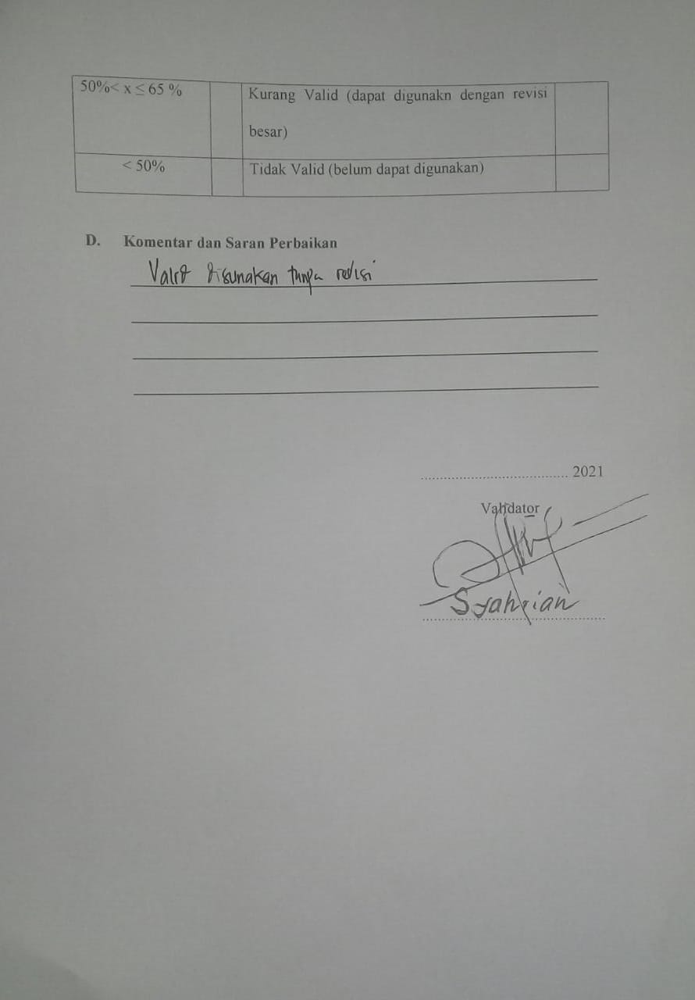 50%< x ≤ 65 %
Kurang Valid (dapat digunakn dengan revisi
besar)
< 50%
Tidak Valid (belum dapat digunakan)
D. Komentar dan Saran Perbaikan
Valid digunakan tanpa revisi
.................................... 2021
Validator
Syahrian